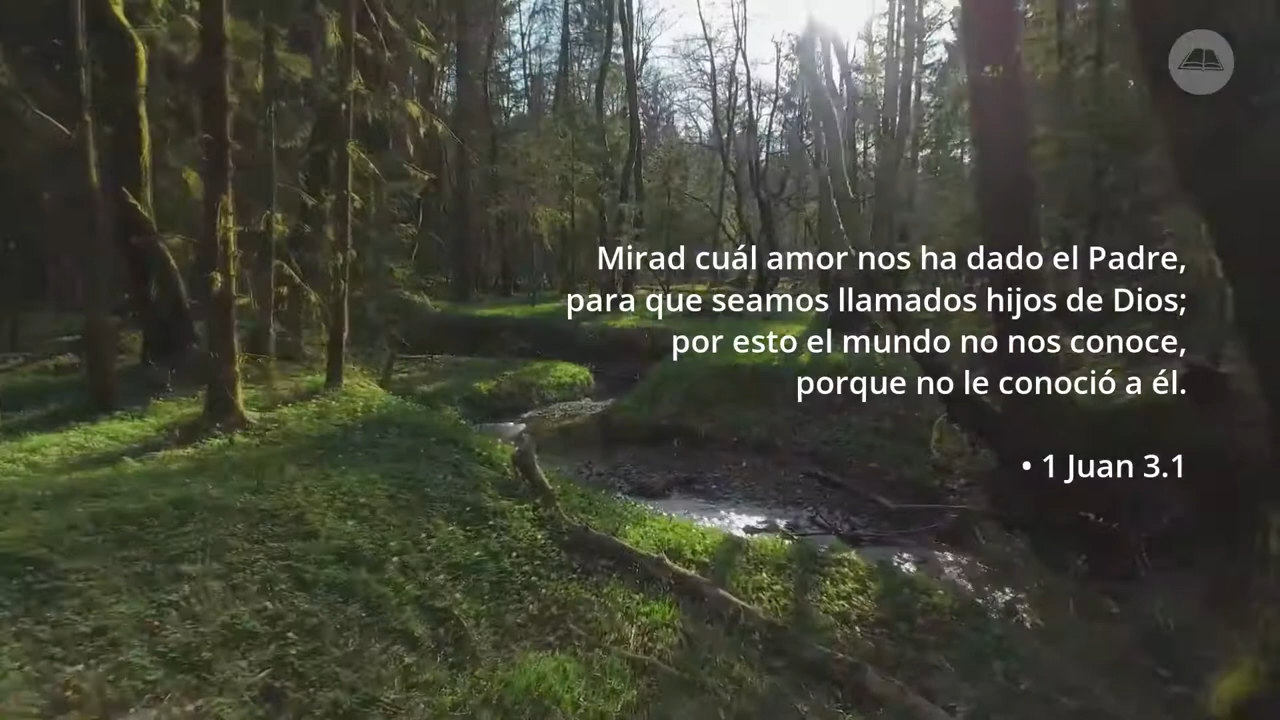 Mirad cuál amor nos ha dado el Padre,
para que seamos llamados hijos de Dios;
por esto el mundo no nos conoce,
porque no le conoció a él.
• 1 Juan 3.1